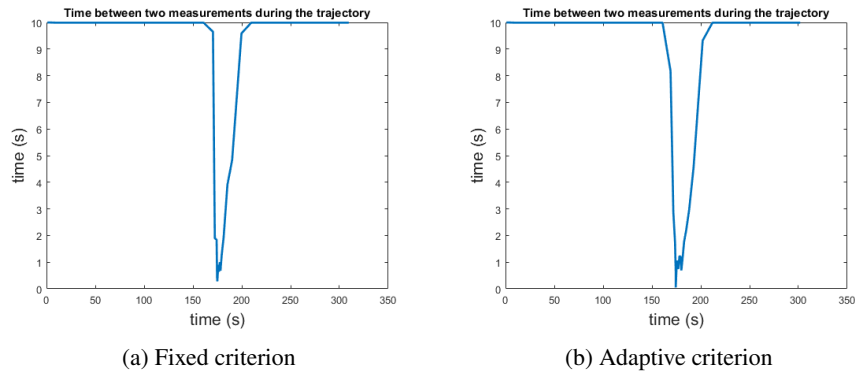 Time between two measurements during the trajectory
10
9
8
7
6
5
4
3
2
1
0
time (s)
0 50 100 150 200 250 300 350
time (s)
(a) Fixed criterion
Time between two measurements during the trajectory
10
9
8
7
6
5
4
3
2
1
0
time (s)
0 50 100 150 200 250 300 350
time (s)
(b) Adaptive criterion